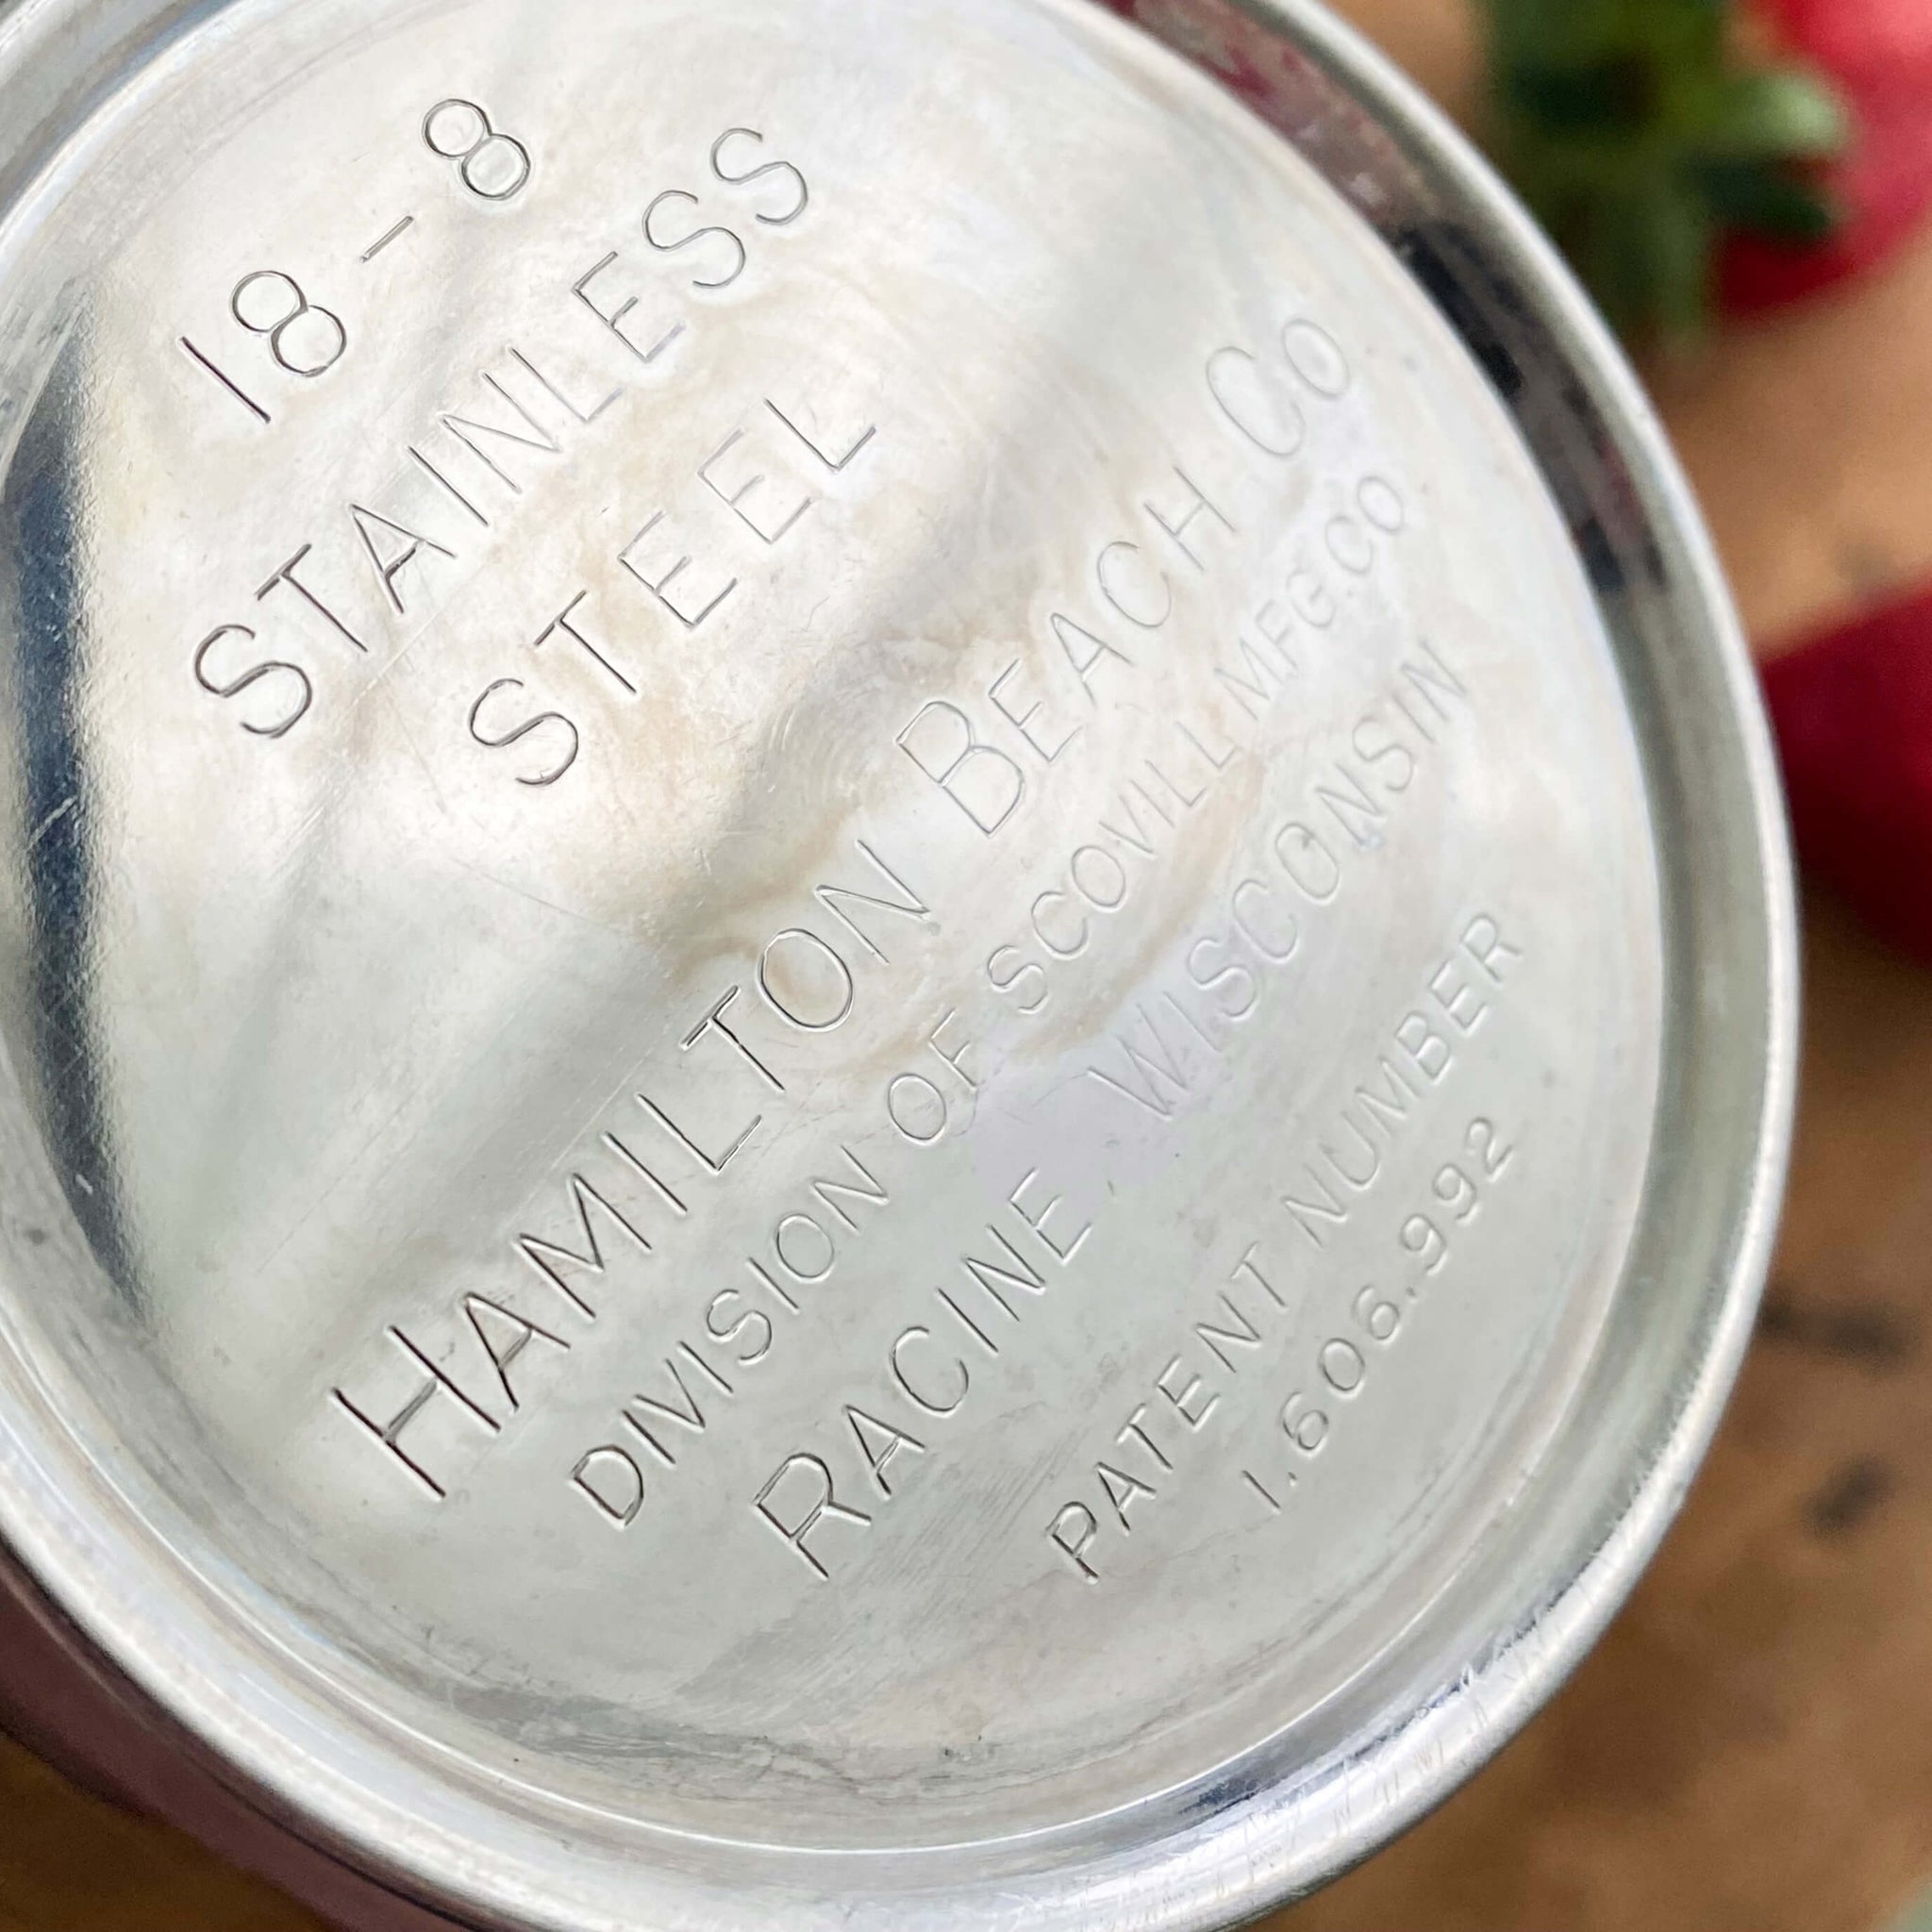 18-8
STAINLESS
STEEL
HAMILTON BEACH CO
DIVISION OF SCOVILL MFG.CO
RACINE, WISCONSIN
PATENT NUMBER
1.606.992